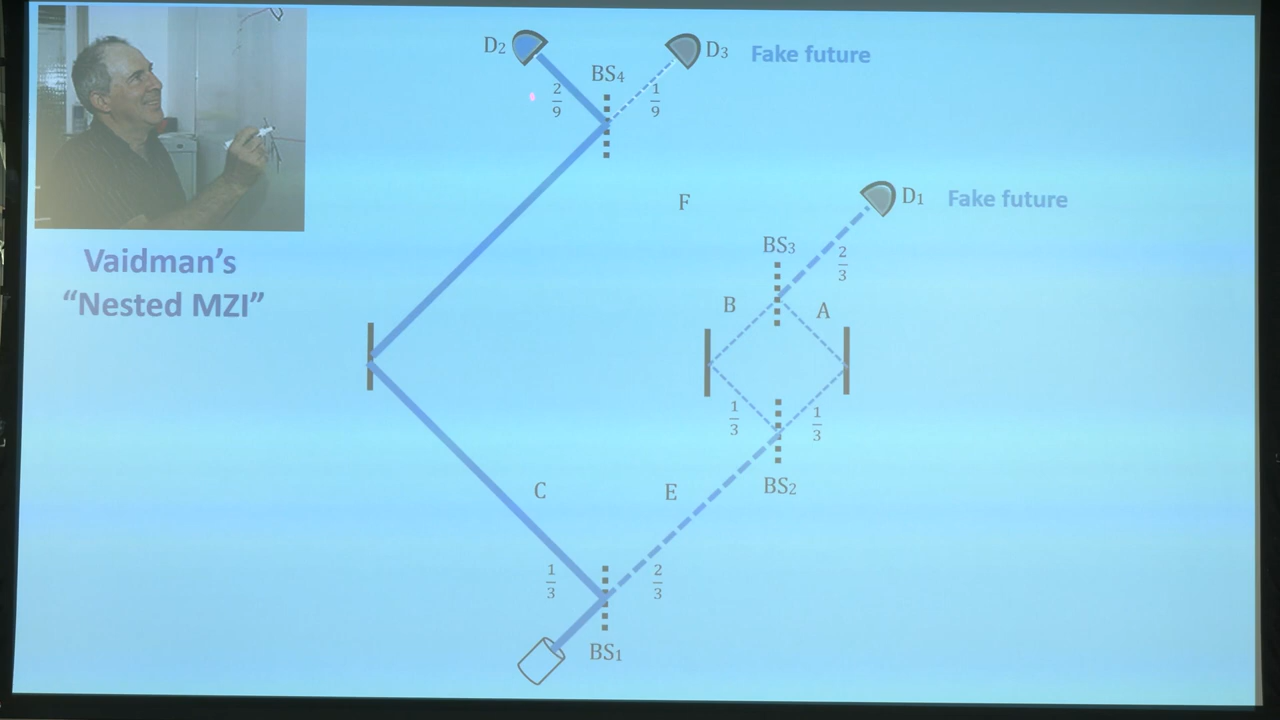 D₂
D₃
Fake future
BS₄
2/9
1/9
F
D₁
Fake future
BS₃
2/3
Vaidman's
“Nested MZI”
B
A
1/3
1/3
BS₂
C
E
1/3
2/3
BS₁